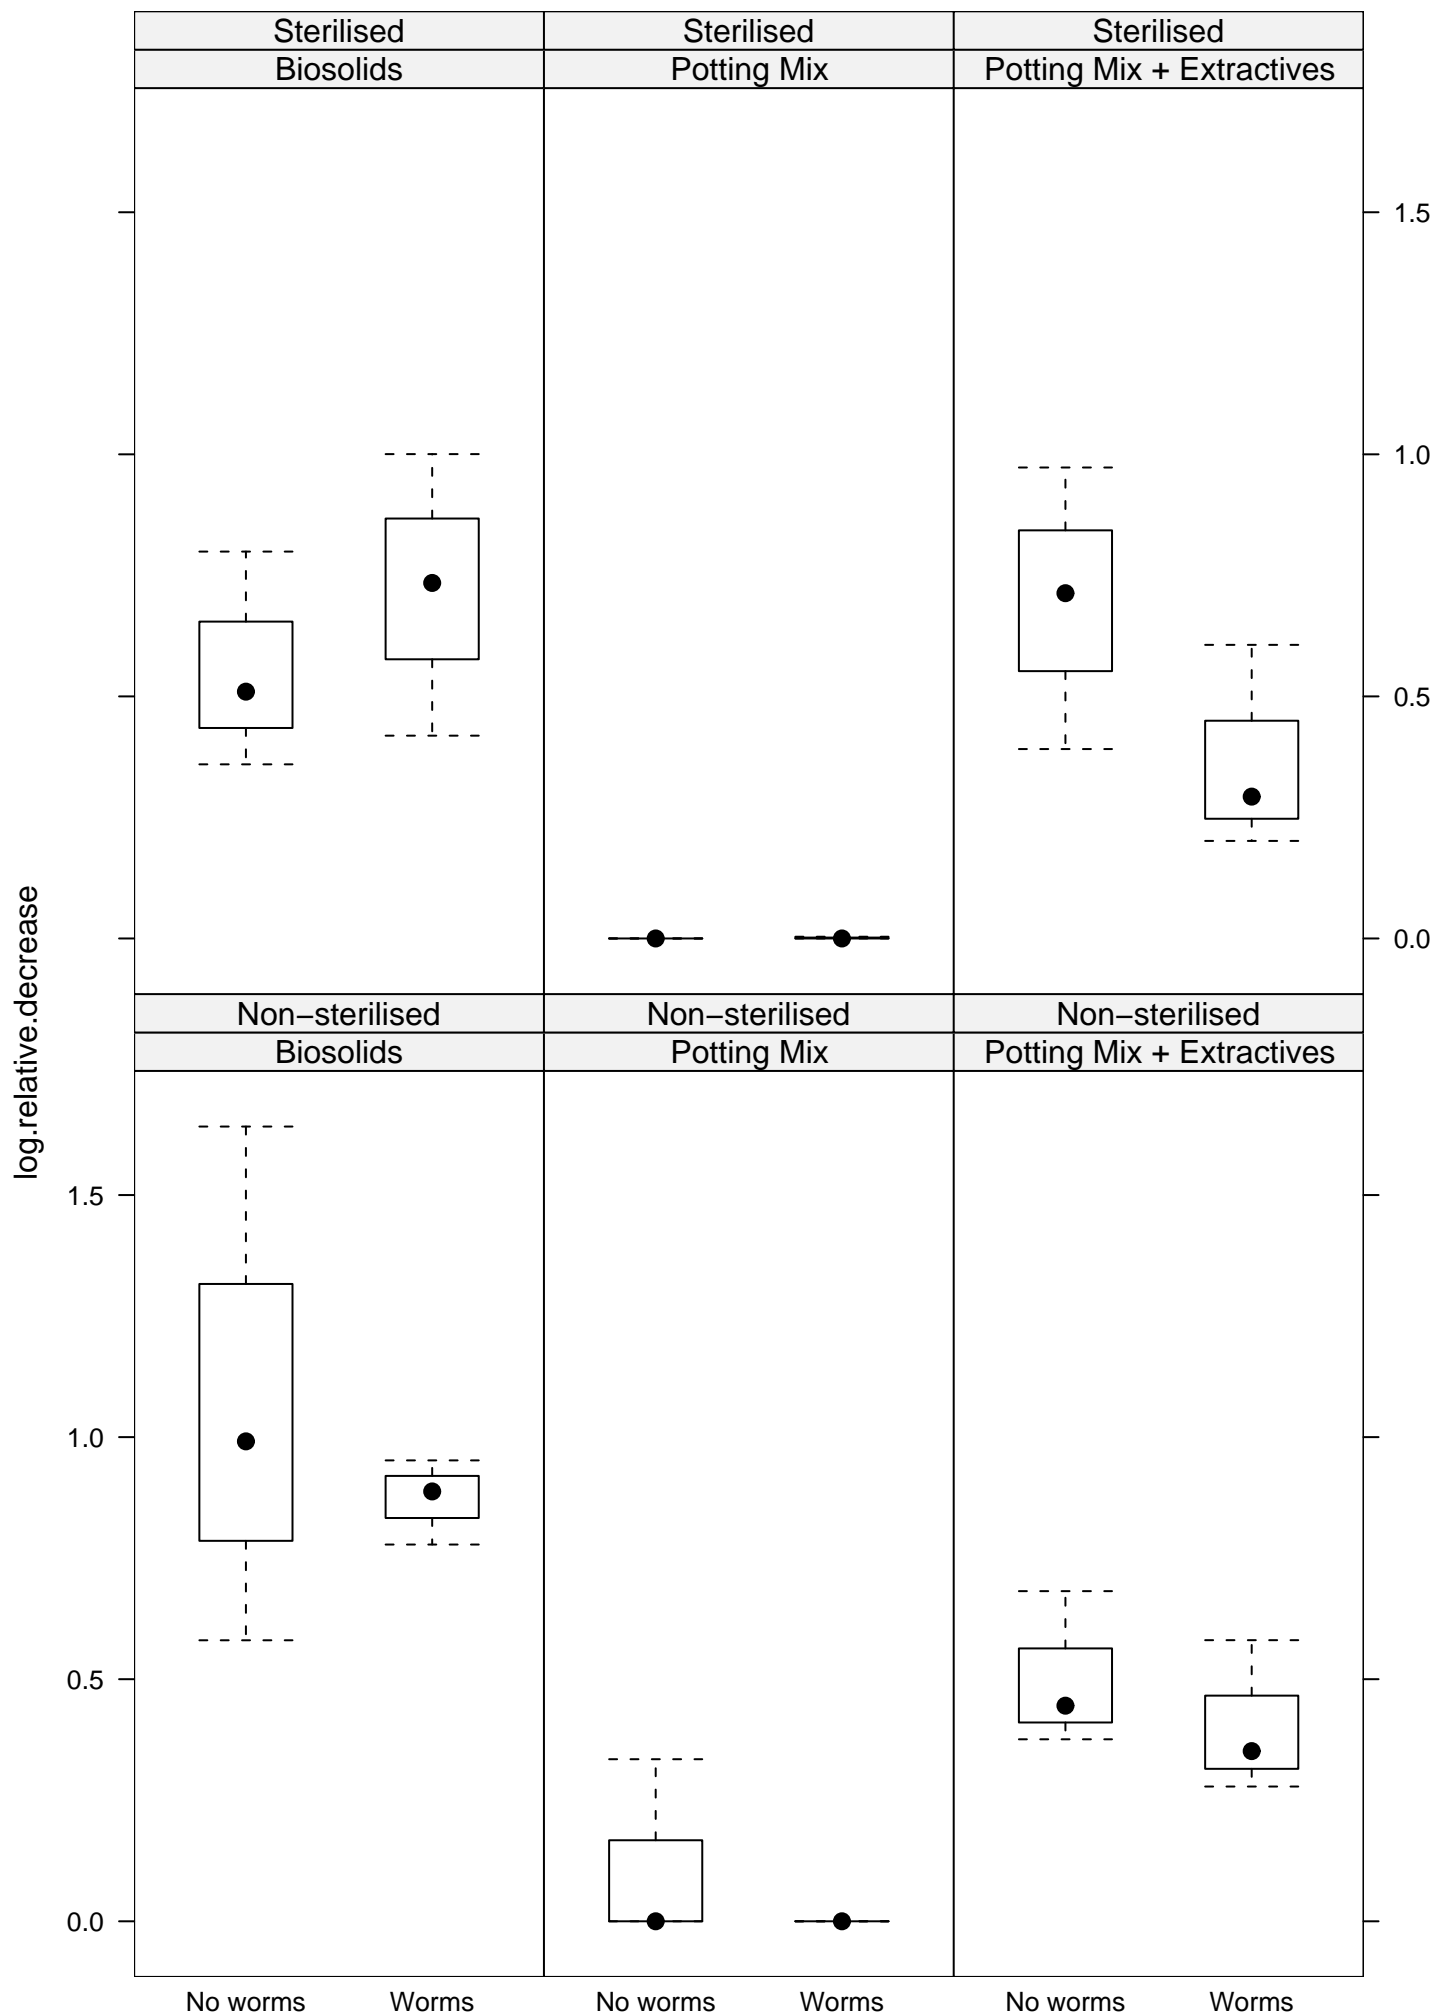 Sterilised Sterilised Sterilised
Biosolids Potting Mix Potting Mix + Extractives
1.5
1.0
0.5
0.0
log.relative.decrease
Non−sterilised Non−sterilised Non−sterilised
Biosolids Potting Mix Potting Mix + Extractives
1.5
1.0
0.5
0.0
No worms Worms No worms Worms No worms Worms